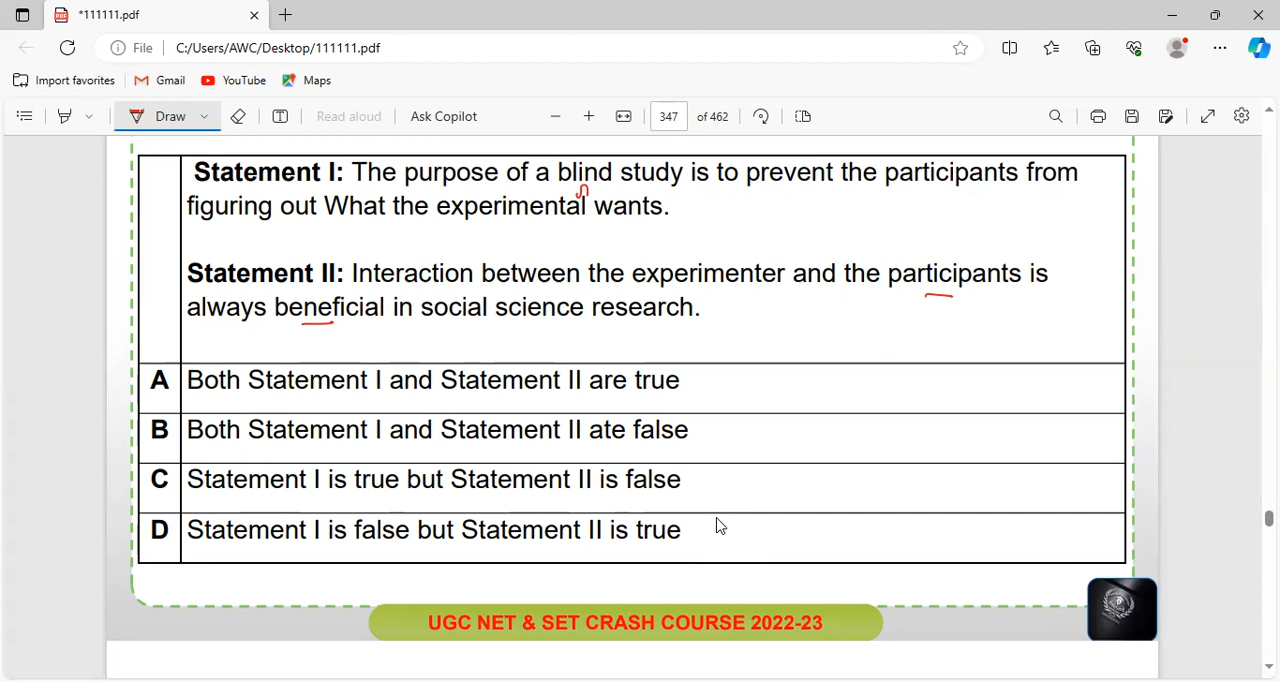 *111111.pdf
File C:/Users/AWC/Desktop/111111.pdf
Import favorites Gmail YouTube Maps
Draw Read aloud Ask Copilot 347 of 462
Statement I: The purpose of a blind study is to prevent the participants from
figuring out What the experimental wants.
Statement II: Interaction between the experimenter and the participants is
always beneficial in social science research.
A Both Statement I and Statement II are true
B Both Statement I and Statement II ate false
C Statement I is true but Statement II is false
D Statement I is false but Statement II is true
UGC NET & SET CRASH COURSE 2022-23